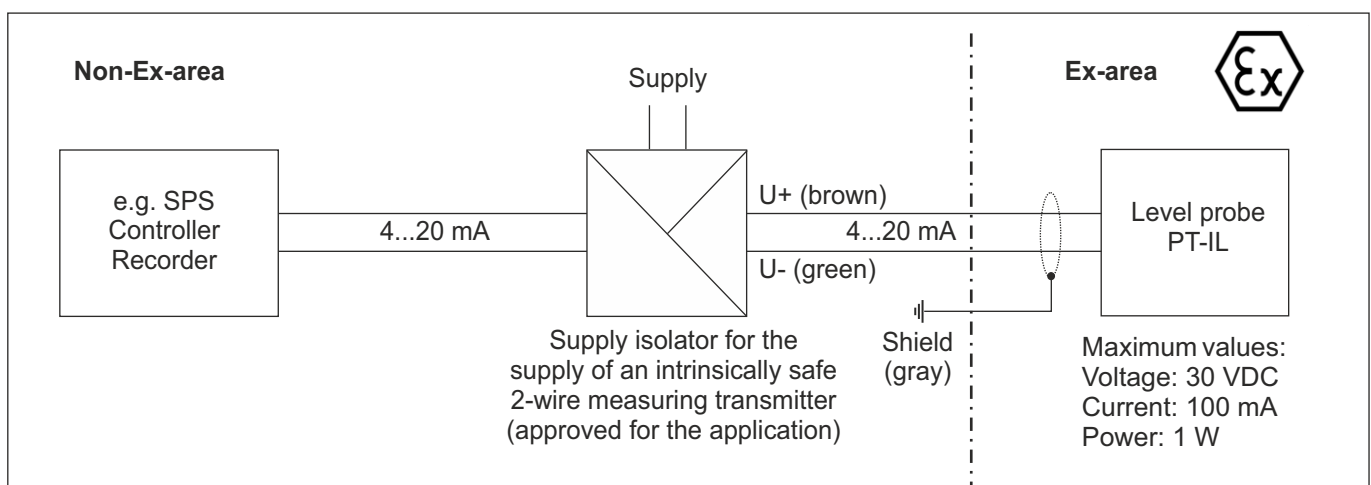 Non-Ex-area
Supply
Ex-area
Ex
e.g. SPS
Controller
Recorder
4...20 mA
U+ (brown)
4...20 mA
U- (green)
Level probe
PT-IL
Supply isolator for the
supply of an intrinsically safe
2-wire measuring transmitter
(approved for the application)
Shield
(gray)
Maximum values:
Voltage: 30 VDC
Current: 100 mA
Power: 1 W